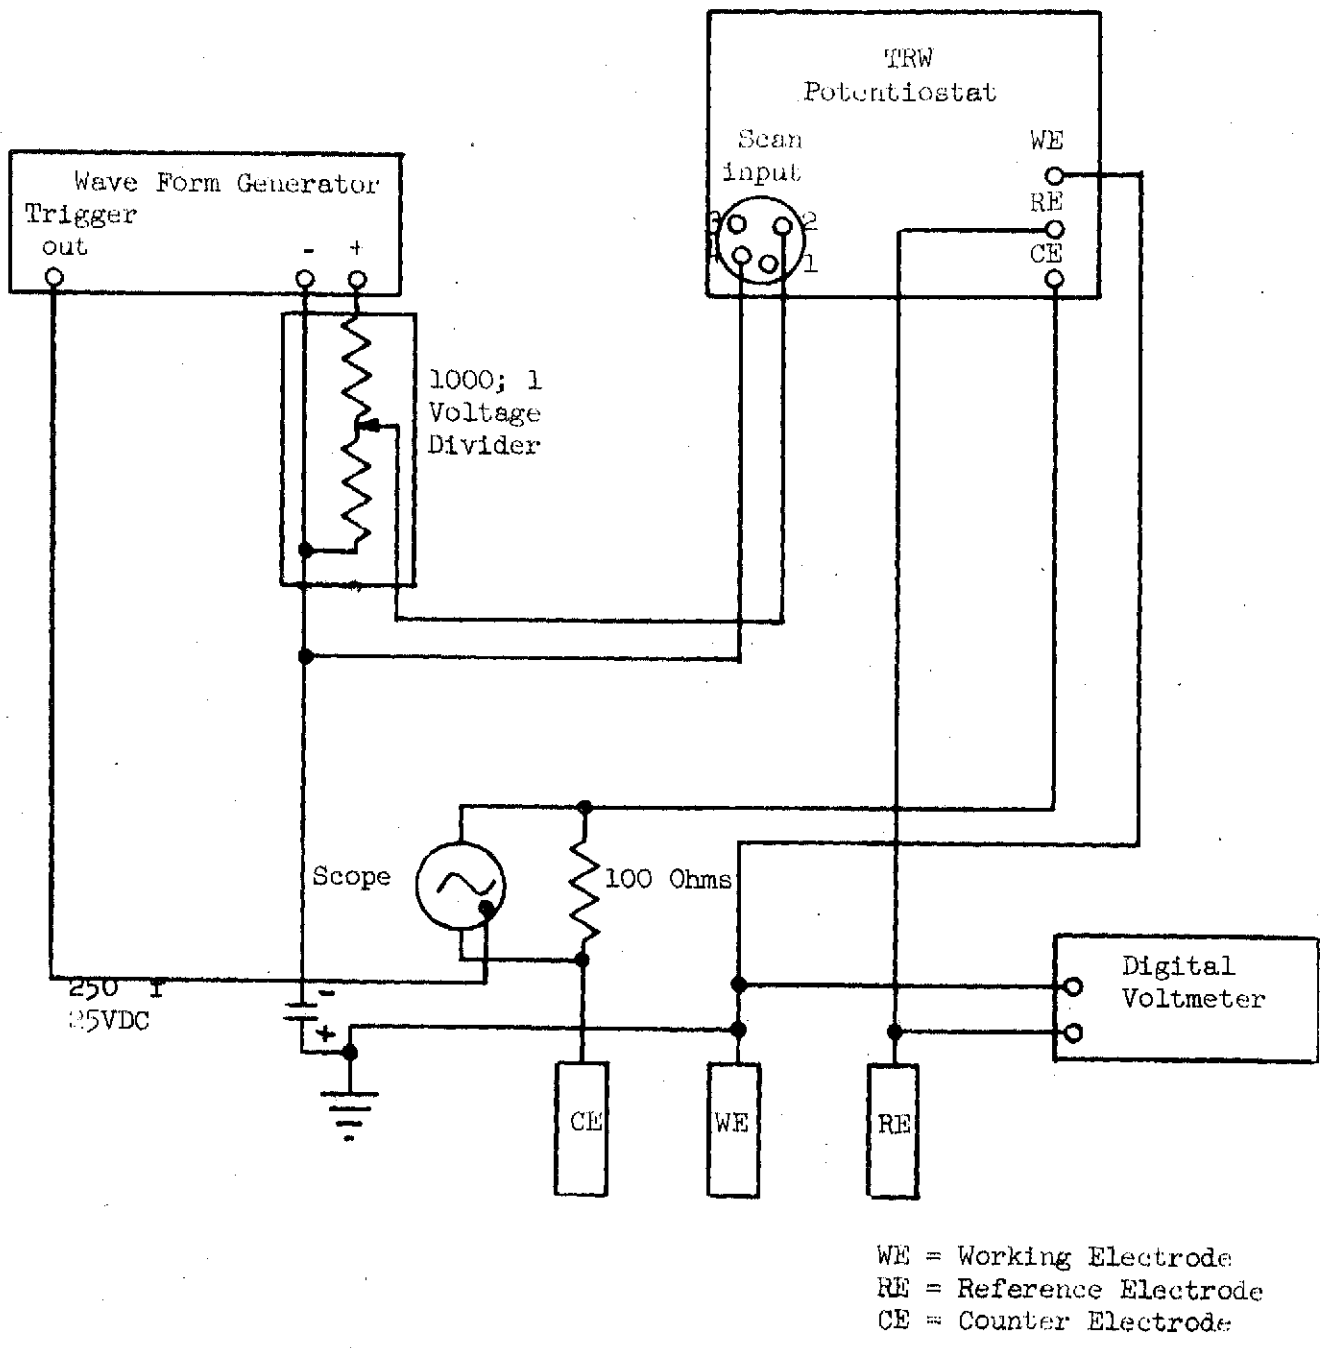 TRW
Potentiostat
Scan
input
WE
RE
CE
3
2
1
Wave Form Generator
Trigger
out
- +
1000; 1
Voltage
Divider
Scope
100 Ohms
250
-
25VDC
+
Digital
Voltmeter
CE
WE
RE
WE = Working Electrode
RE = Reference Electrode
CE = Counter Electrode